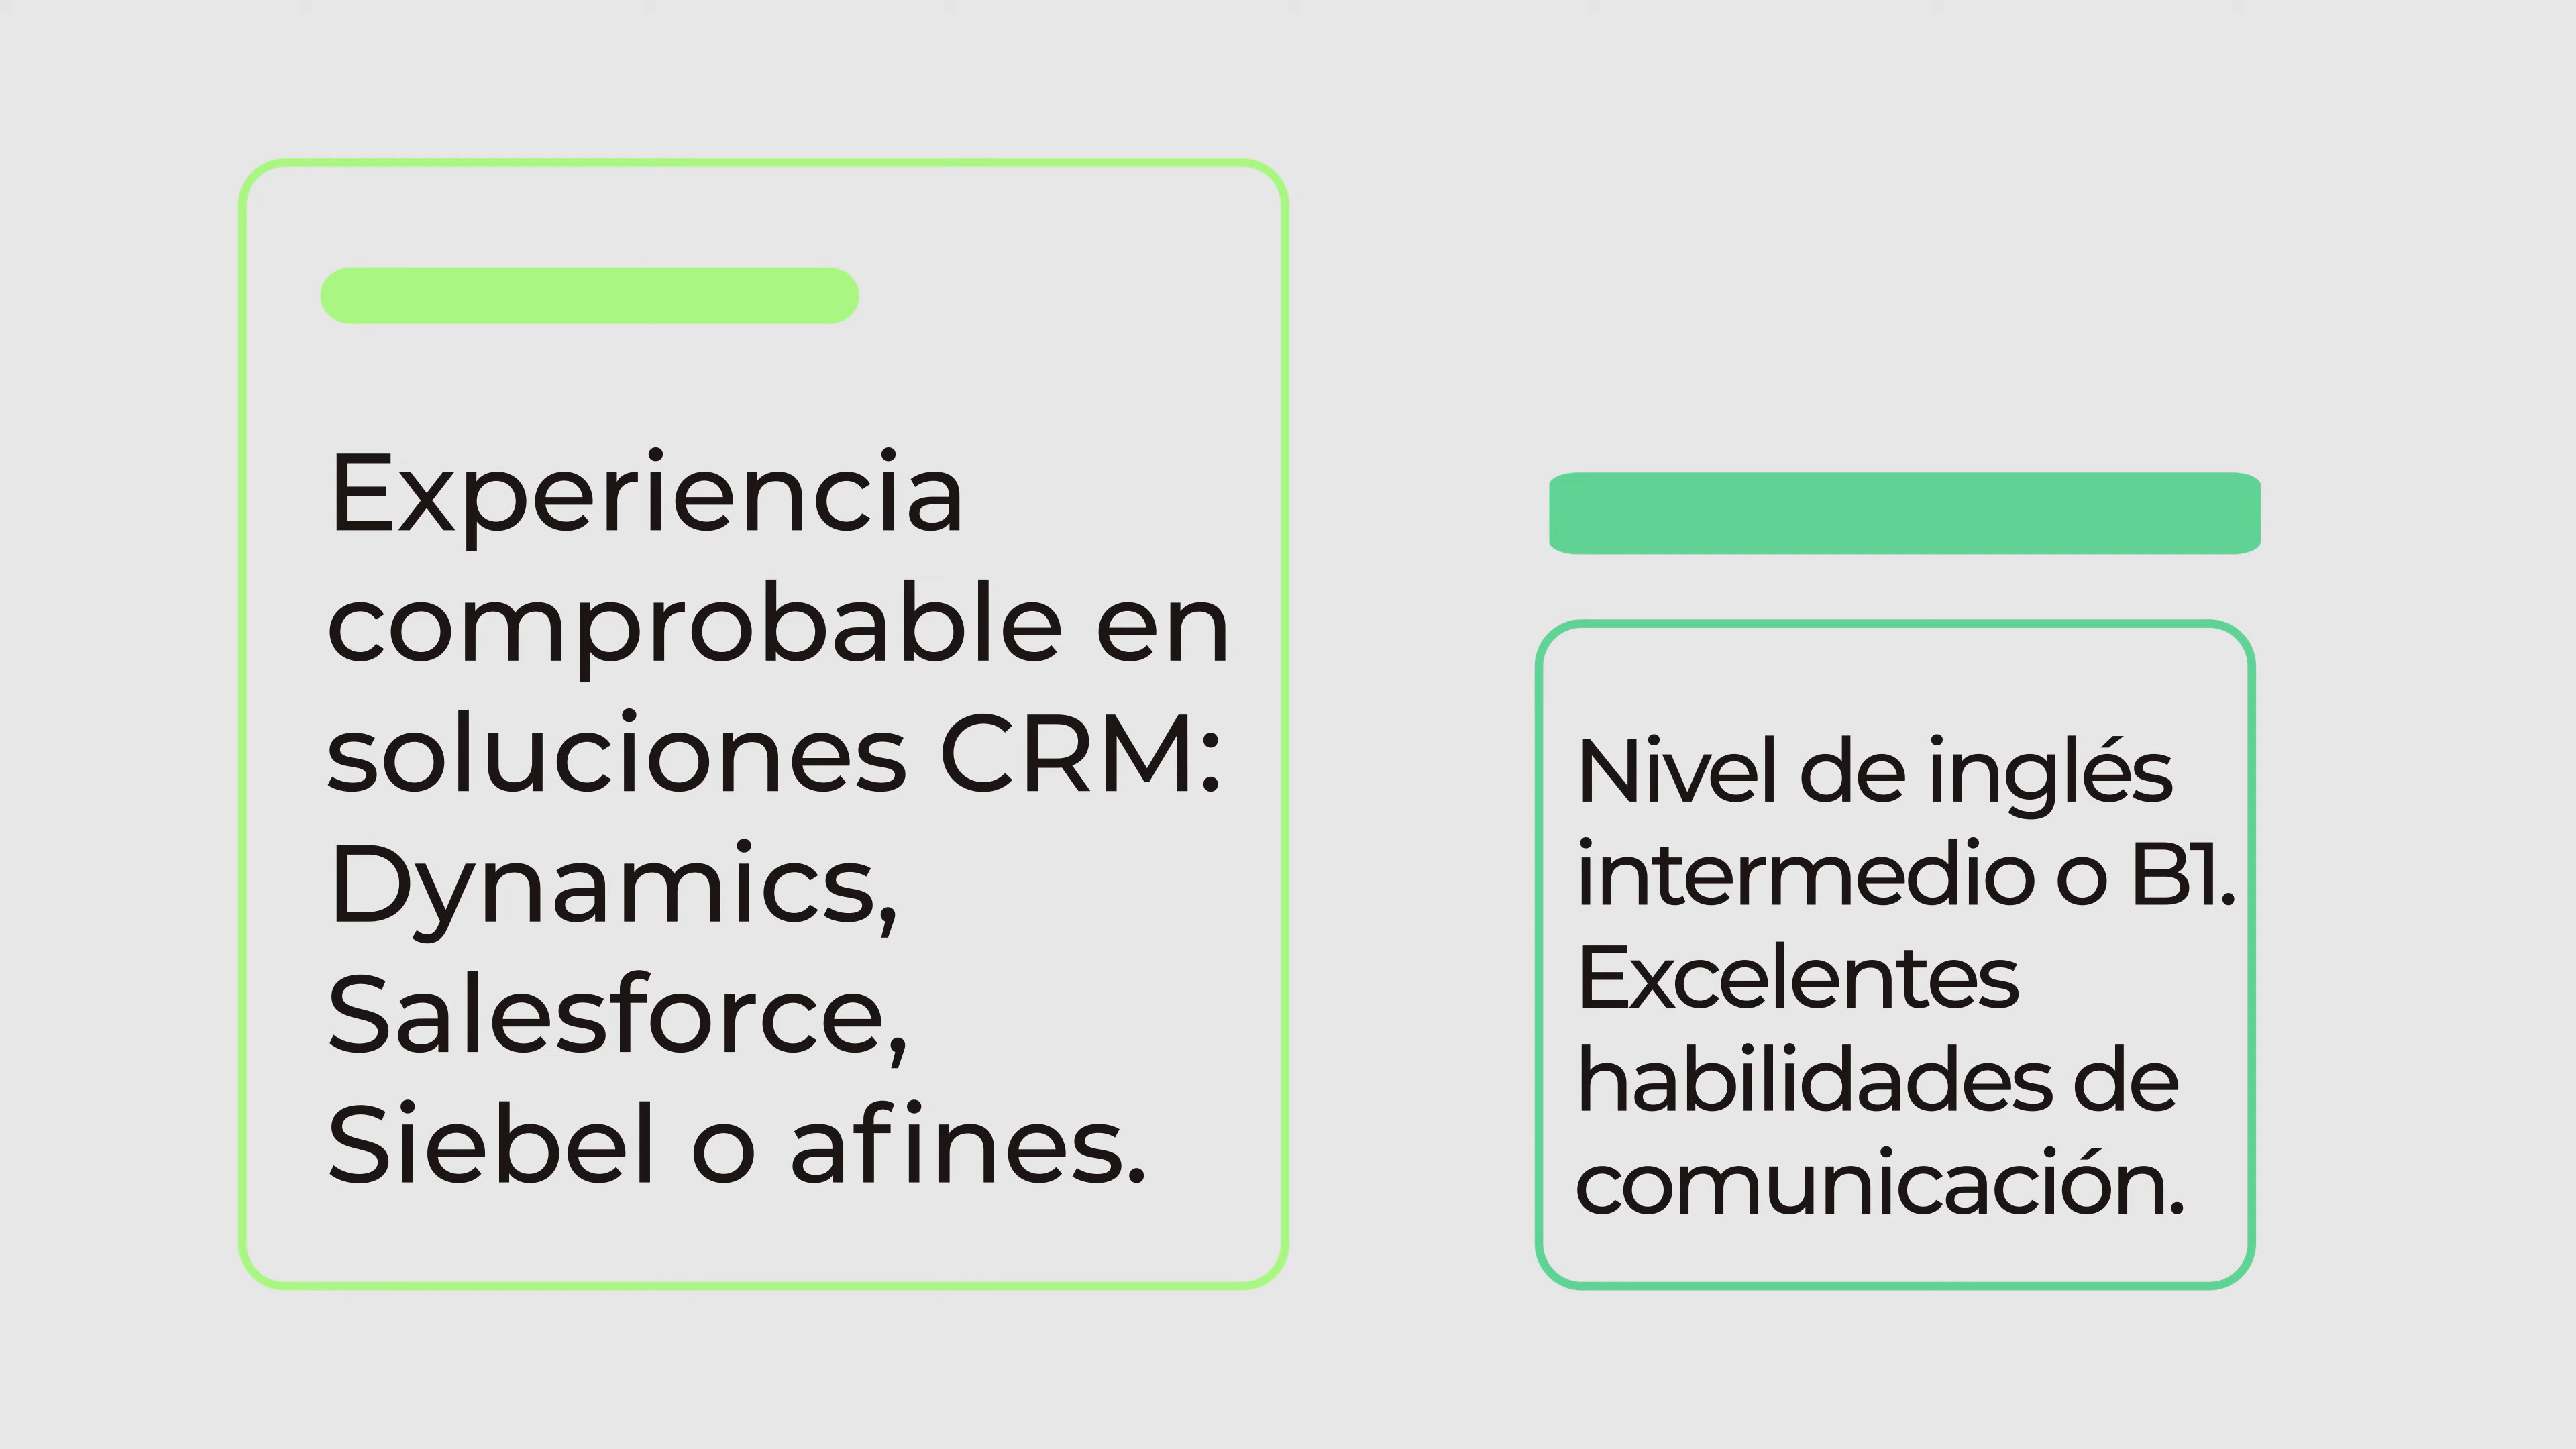 Experiencia
comprobable en
soluciones CRM:
Dynamics,
Salesforce,
Siebel o afines.
Nivel de inglés
intermedio o B1.
Excelentes
habilidades de
comunicación.